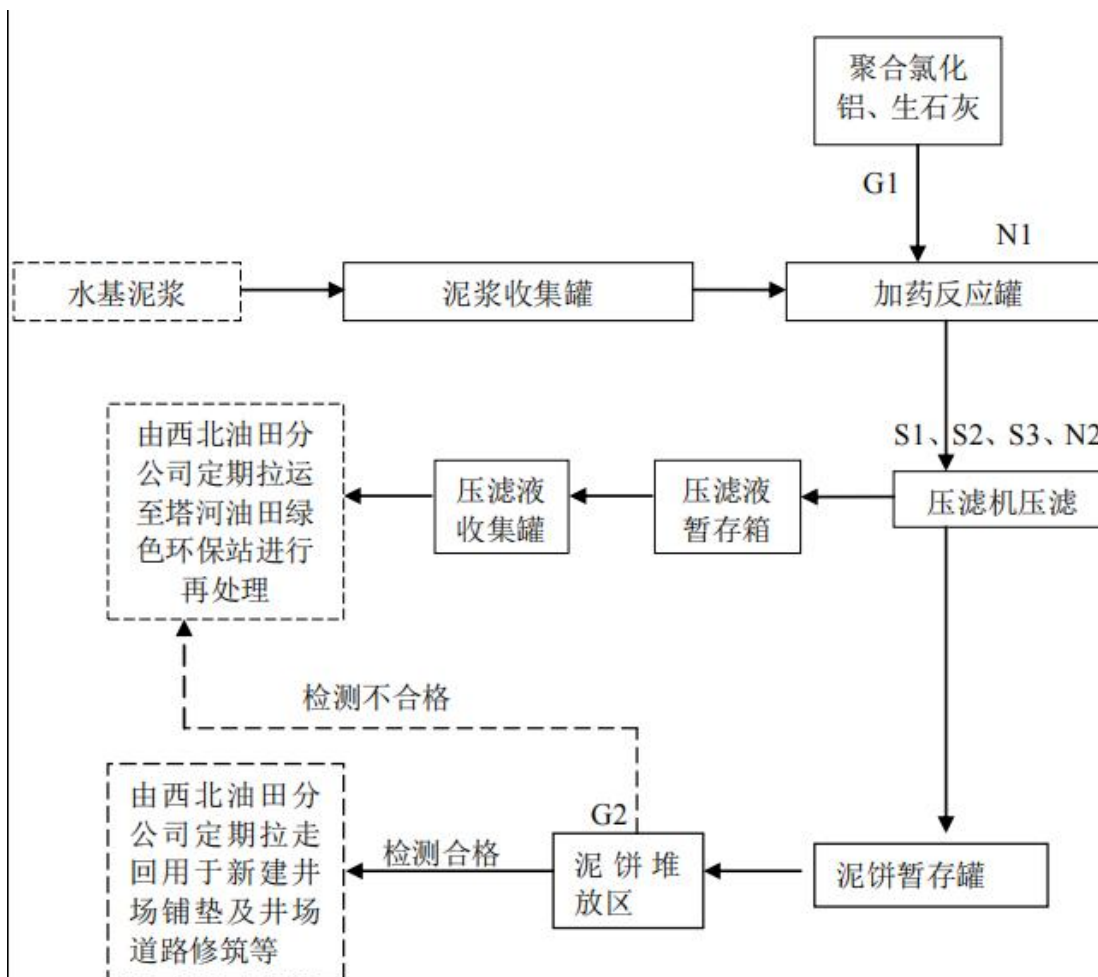 聚合氯化
铝、生石灰
G1
N1
水基泥浆
泥浆收集罐
加药反应罐
S1、S2、S3、N2
由西北油田分
公司定期拉运
至塔河油田绿
色环保站进行
再处理
压滤液
收集罐
压滤液
暂存箱
压滤机压滤
检测不合格
G2
由西北油田分
公司定期拉走
回用于新建井
场铺垫及井场
道路修筑等
检测合格
泥饼堆
放区
泥饼暂存罐